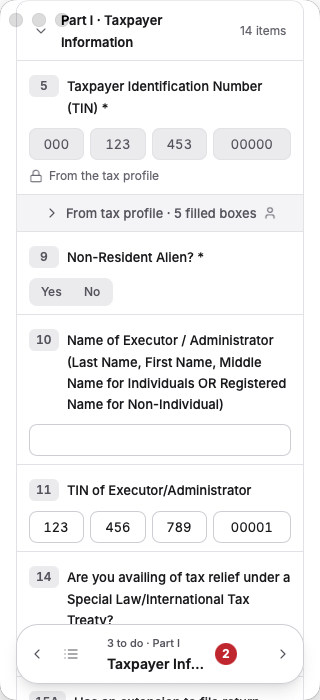 Part I · Taxpayer
Information
14 items
5
Taxpayer Identification Number
(TIN) *
000
123
453
00000
From the tax profile
From tax profile · 5 filled boxes
9
Non-Resident Alien? *
Yes
No
10
Name of Executor / Administrator
(Last Name, First Name, Middle
Name for Individuals OR Registered
Name for Non-Individual)
11
TIN of Executor/Administrator
123
456
789
00001
14
Are you availing of tax relief under a
Special Law/International Tax
Treaty?
3 to do · Part I
Taxpayer Inf...
2